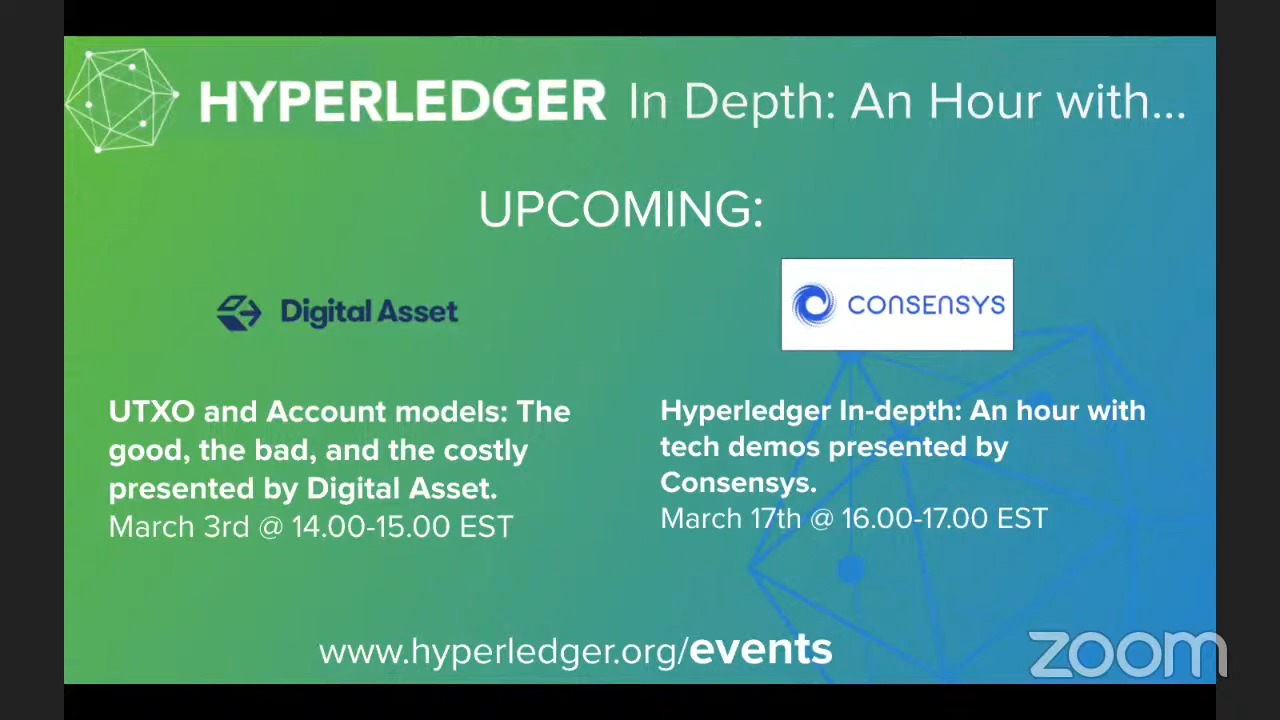 HYPERLEDGER In Depth: An Hour with...
UPCOMING:
Digital Asset
CONSENSYS
UTXO and Account models: The
good, the bad, and the costly
presented by Digital Asset.
March 3rd @ 14.00-15.00 EST
Hyperledger In-depth: An hour with
tech demos presented by
Consensys.
March 17th @ 16.00-17.00 EST
www.hyperledger.org/events
zoom